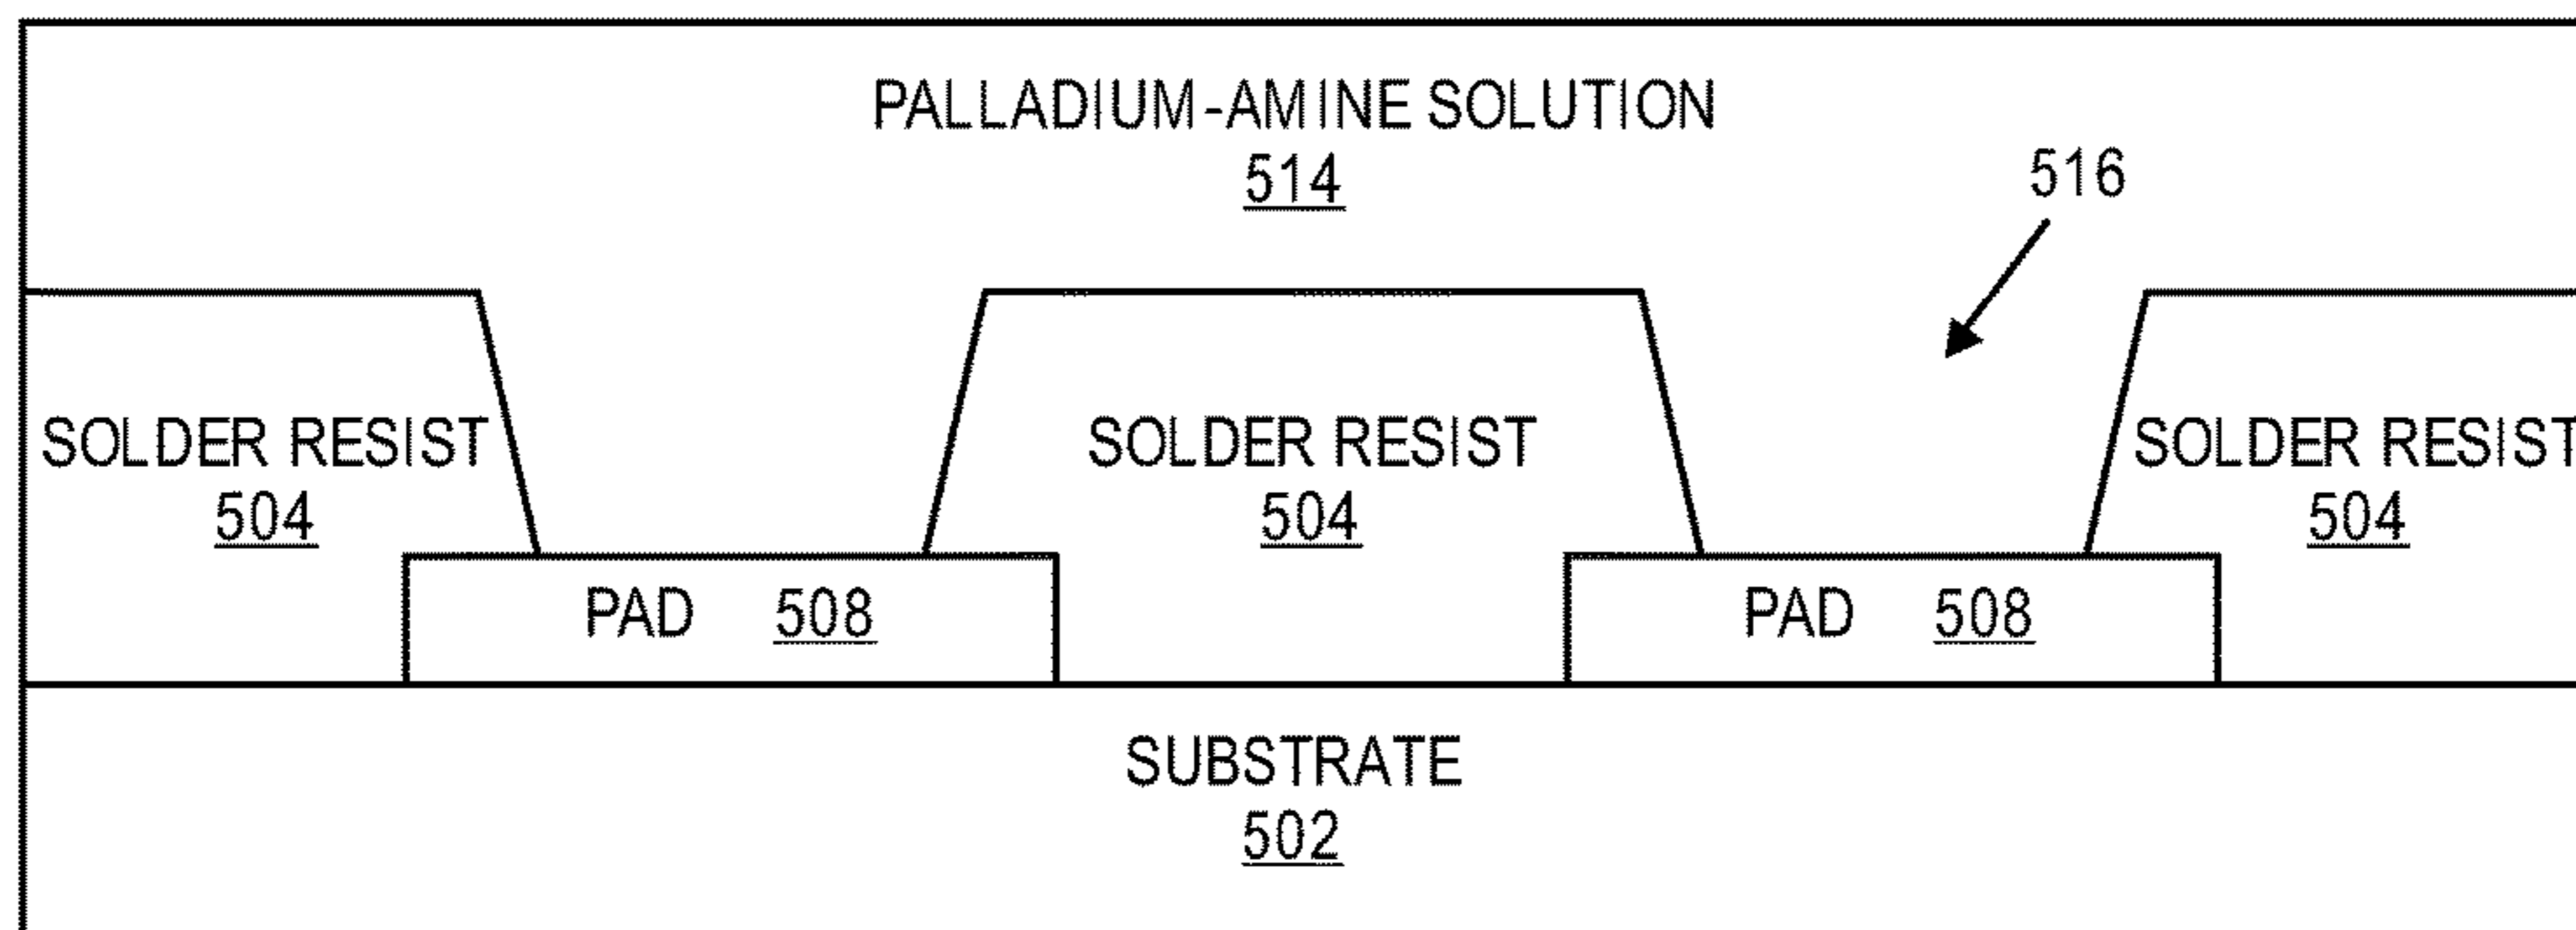 PALLADIUM-AMINE SOLUTION
514
516
SOLDER RESIST
504
SOLDER RESIST
504
SOLDER RESIST
504
PAD 508
PAD 508
SUBSTRATE
502